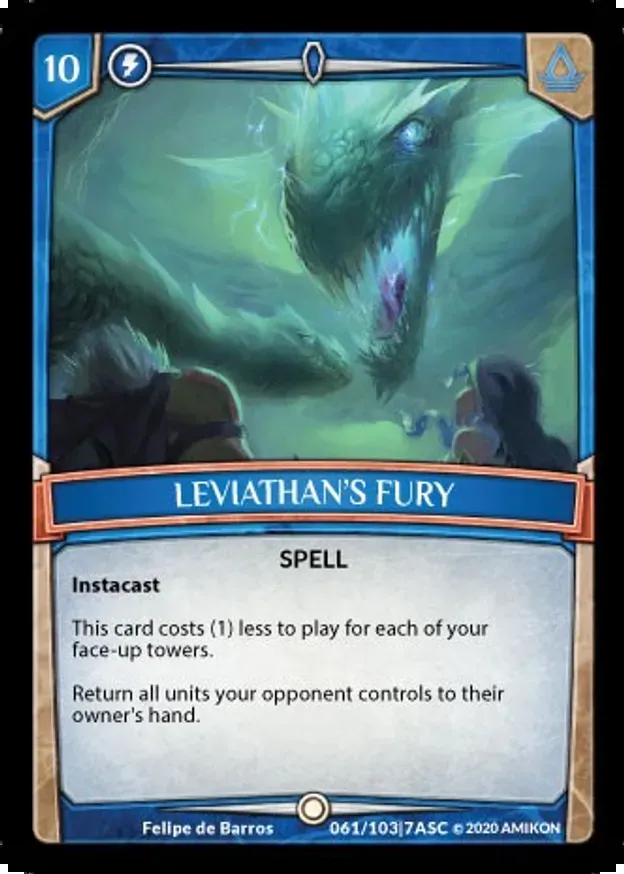 10
LEVIATHAN'S FURY
SPELL
Instacast
This card costs (1) less to play for each of your
face-up towers.
Return all units your opponent controls to their
owner's hand.
Felipe de Barros
061/103|7ASC © 2020 AMIKON